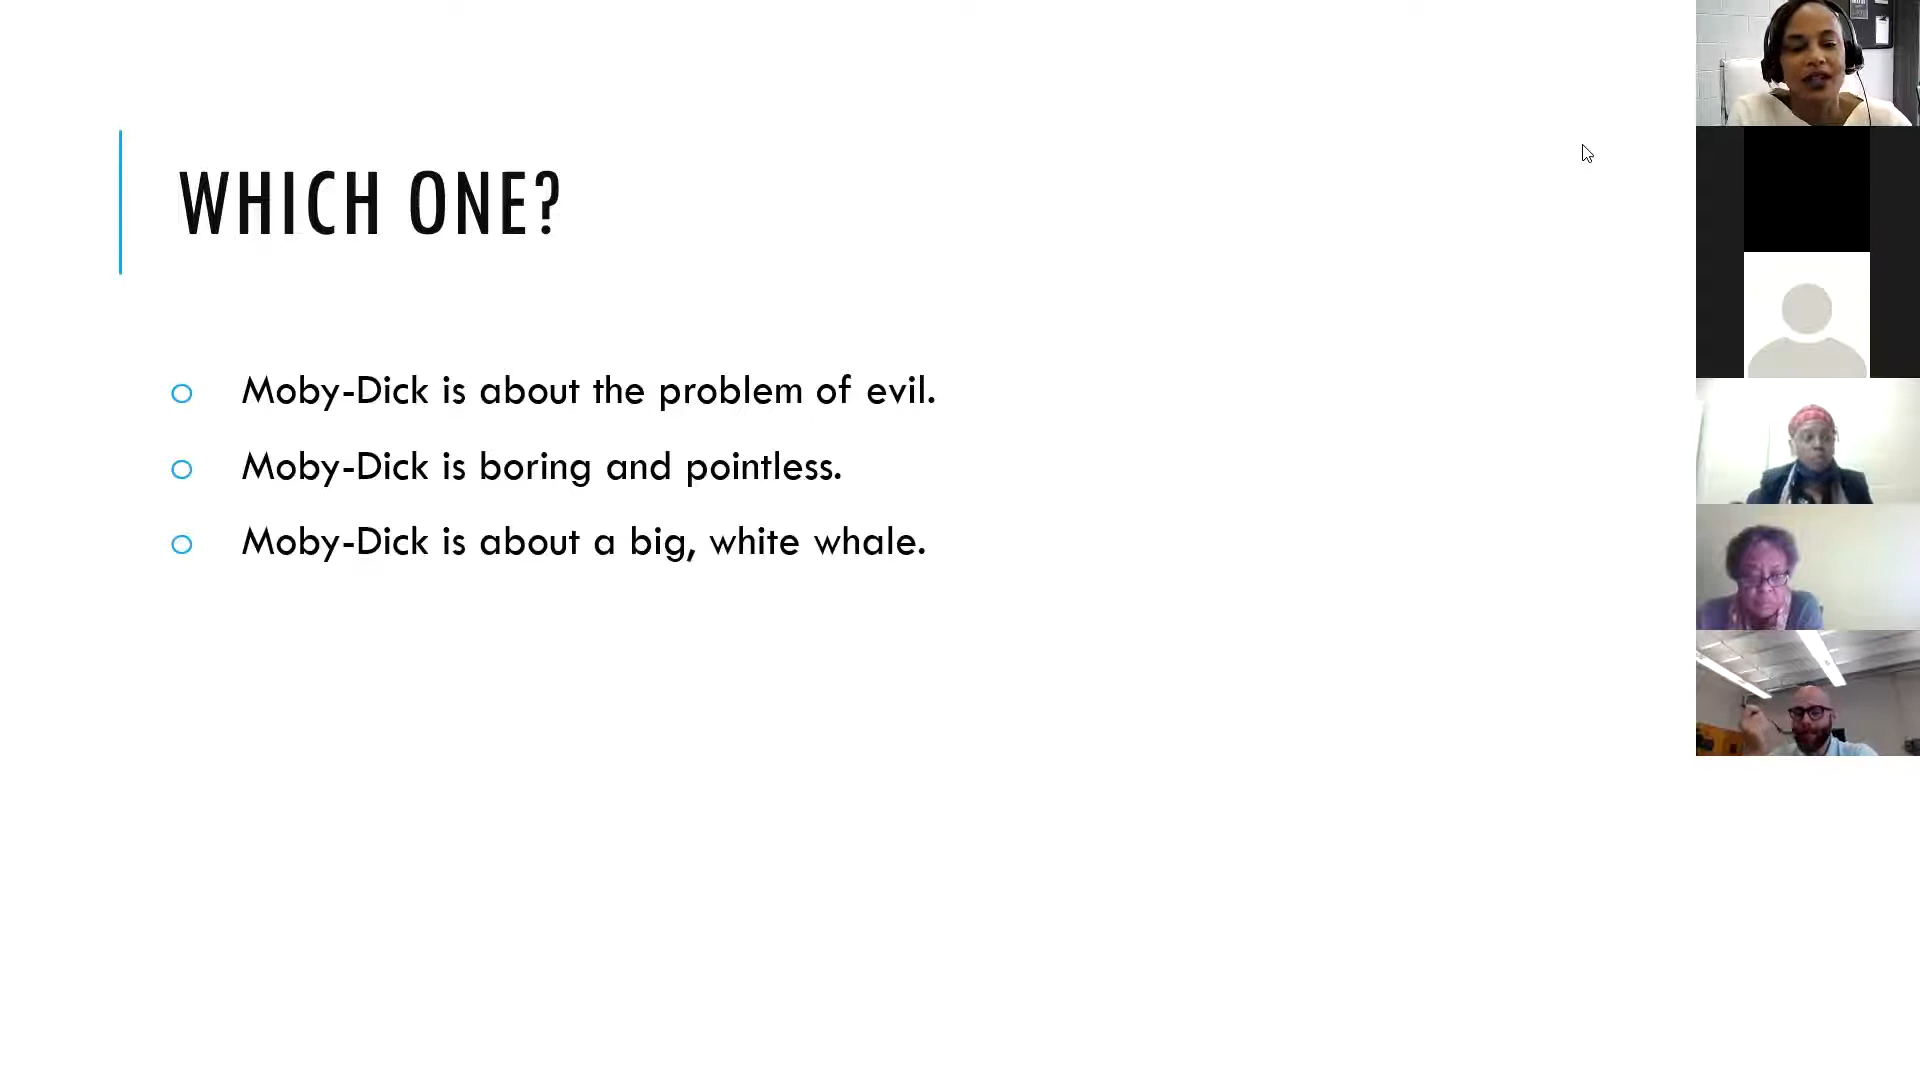 WHICH ONE?
Moby-Dick is about the problem of evil.
Moby-Dick is boring and pointless.
Moby-Dick is about a big, white whale.